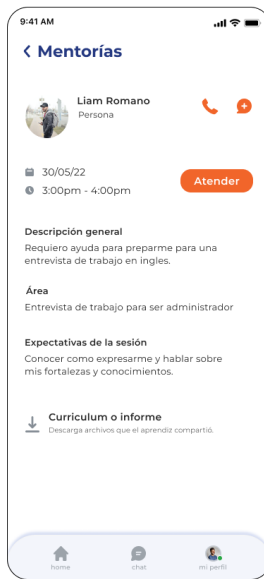 9:41 AM
Mentorías
Liam Romano
Persona
30/05/22
3:00pm - 4:00pm
Atender
Descripción general
Requiero ayuda para preparme para una
entrevista de trabajo en ingles.
Área
Entrevista de trabajo para ser administrador
Expectativas de la sesión
Conocer como expresarme y hablar sobre
mis fortalezas y conocimientos.
Curriculum o informe
Descarga archivos que el aprendiz compartió.
home
chat
mi perfil